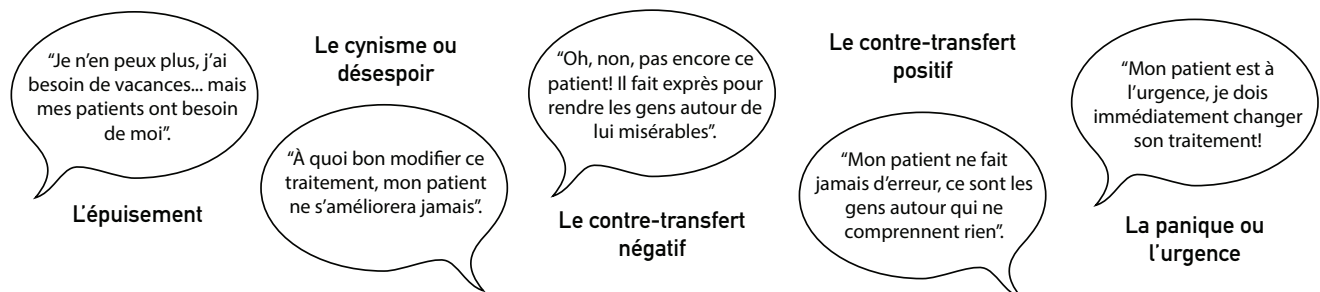 “Je n’en peux plus, j’ai
besoin de vacances... mais
mes patients ont besoin
de moi”.
L’épuisement
Le cynisme ou
désespoir
“À quoi bon modifier ce
traitement, mon patient
ne s’améliorera jamais”.
“Oh, non, pas encore ce
patient! Il fait exprès pour
rendre les gens autour de
lui misérables”.
Le contre-transfert
négatif
Le contre-transfert
positif
“Mon patient ne fait
jamais d’erreur, ce sont les
gens autour qui ne
comprennent rien”.
“Mon patient est à
l’urgence, je dois
immédiatement changer
son traitement!
La panique ou
l’urgence